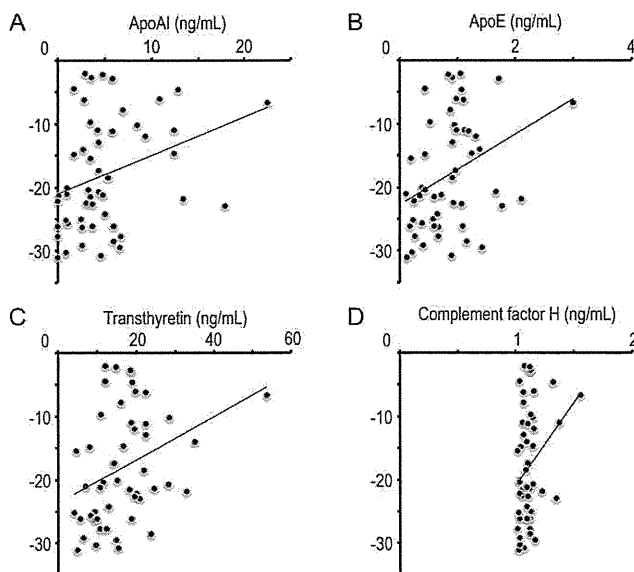 A
ApoAI (ng/mL)
0 10 20
-10
-20
-30
B
ApoE (ng/mL)
0 2 4
-10
-20
-30
C
Transthyretin (ng/mL)
0 20 40 60
-10
-20
-30
D
Complement factor H (ng/mL)
0 1 2
-10
-20
-30